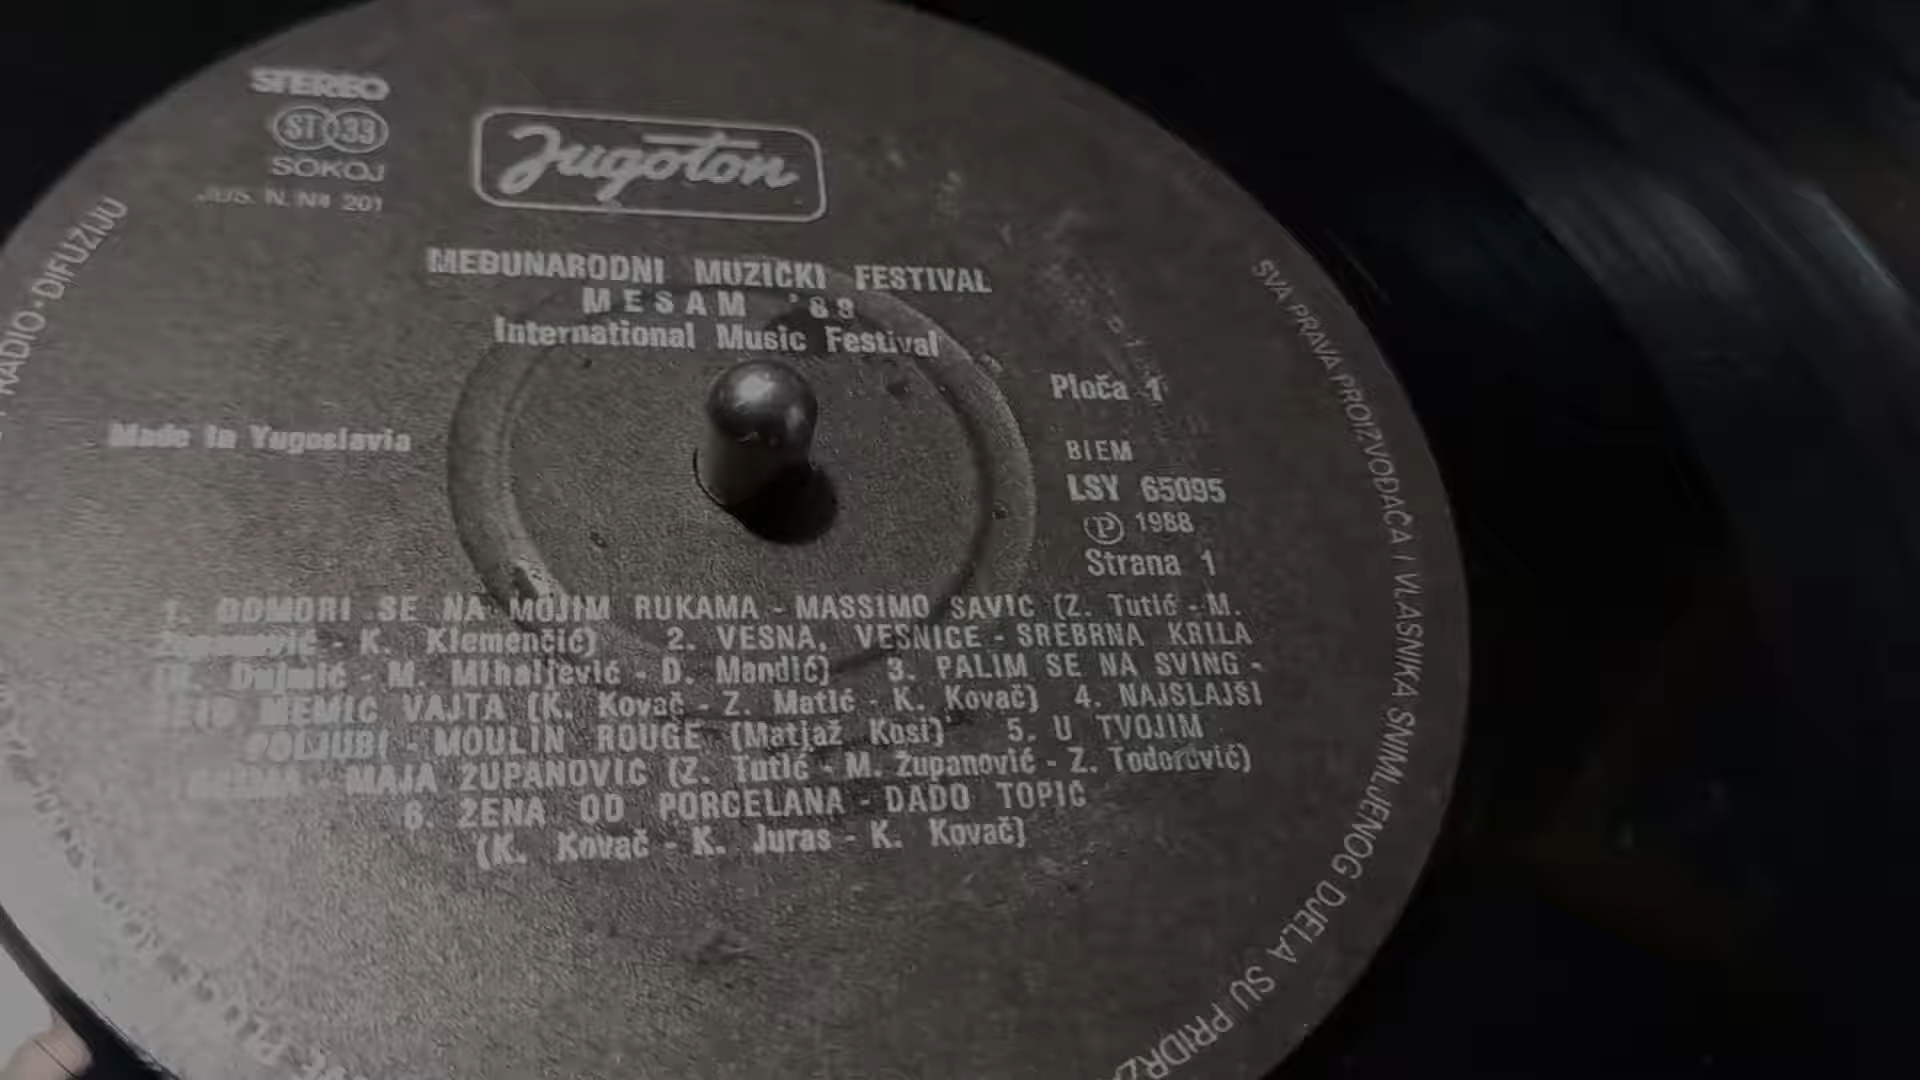 STEREO
ST 33
SOKOJ
N. N4 201
Jugoton
MEĐUNARODNI MUZIČKI FESTIVAL
MESAM '88
International Music Festival
Ploča 1
Made in Yugoslavia
BIEM
LSY 65095
Ⓟ 1988
Strana 1
1. ODMORI SE NA MOJIM RUKAMA - MASSIMO SAVIĆ (Z. Tutić - M.
- K. Klemenčić) 2. VESNA, VESNICE - SREBRNA KRILA
Dujmić - M. Mihaljević - D. Mandić) 3. PALIM SE NA SVING -
MEMIĆ VAJTA (K. Kovač - Z. Matić - K. Kovač) 4. NAJSLAJŠI
POLJUBI - MOULIN ROUGE (Matjaž Kosi) 5. U TVOJIM
- MAJA ŽUPANOVIĆ (Z. Tutić - M. Županović - Z. Todorović)
6. ŽENA OD PORCELANA - DADO TOPIĆ
(K. Kovač - K. Juras - K. Kovač)
SVA PRAVA PROIZVOĐAČA I VLASNIKA SNIMLJENOG DJELA SU PRIDRŽ
RADIO-DIFUZIJU